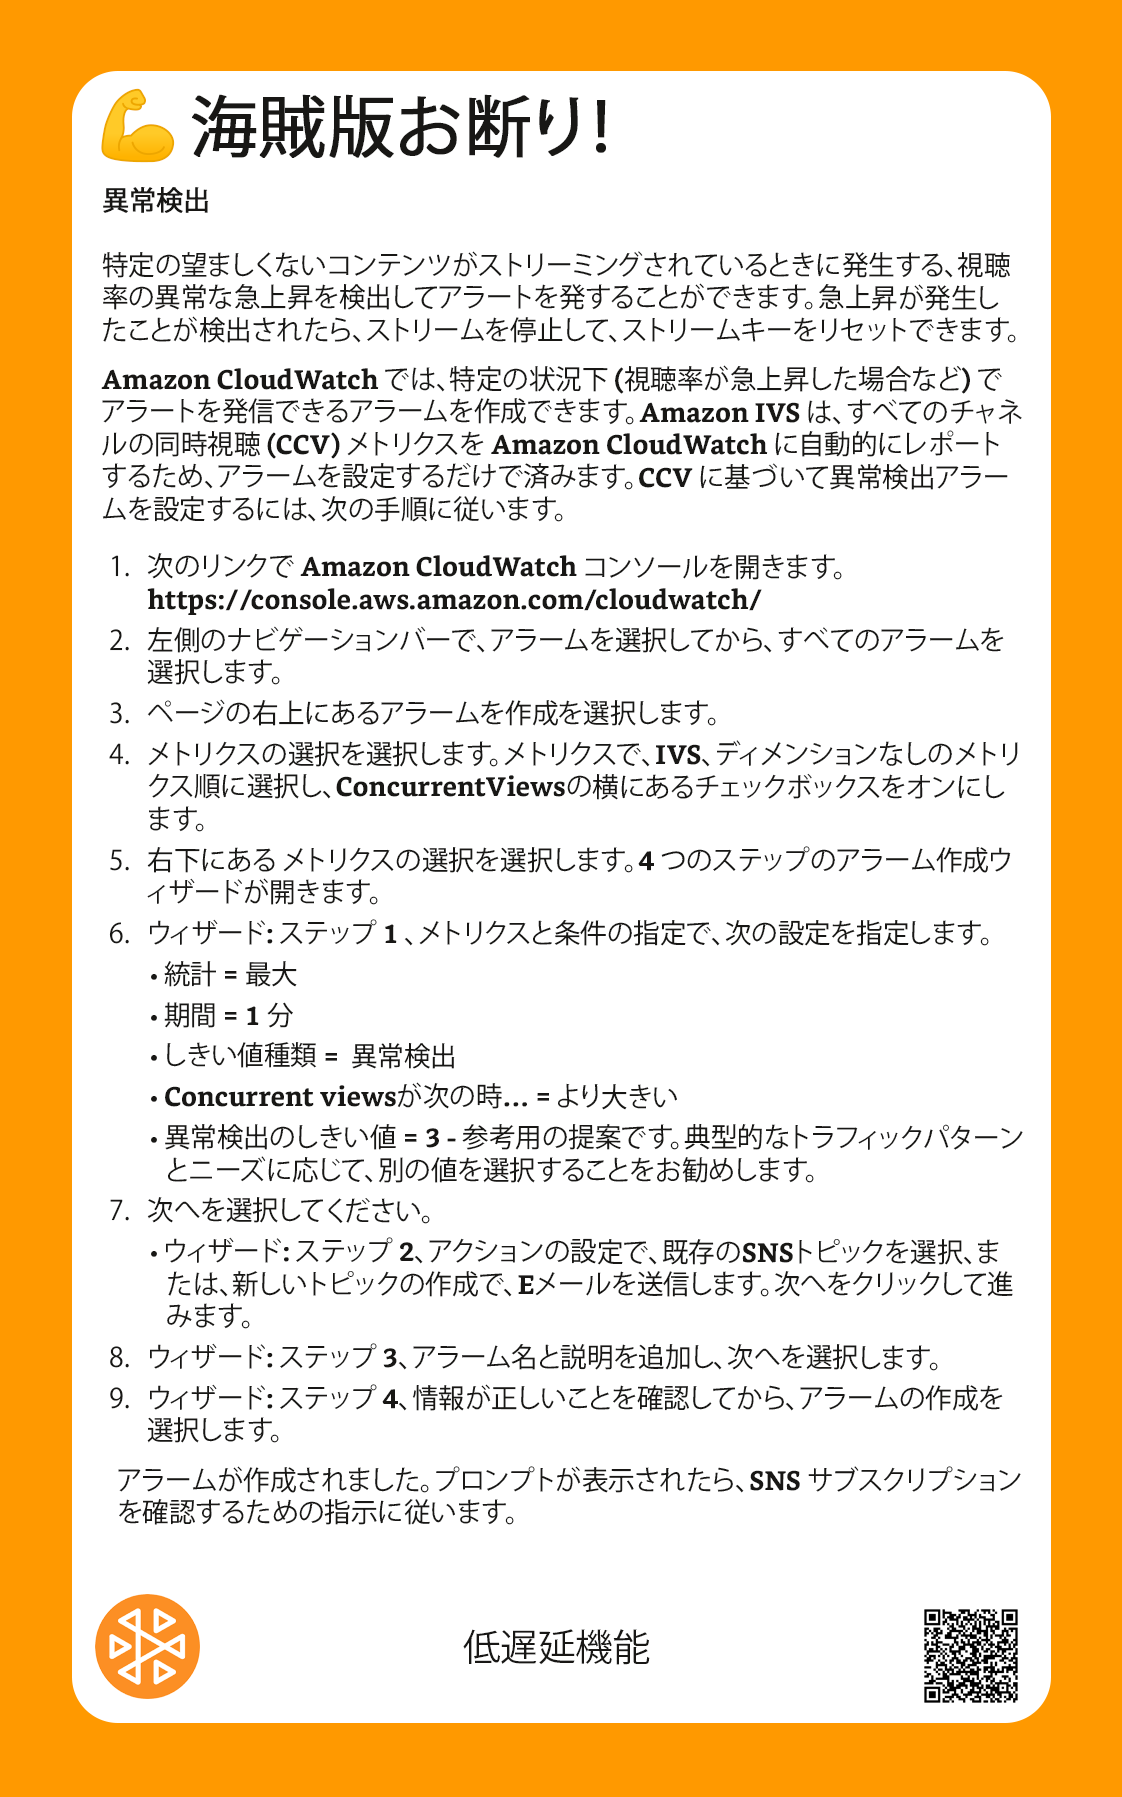 💪 海賊版お断り!
異常検出
特定の望ましくないコンテンツがストリーミングされているときに発生する、視聴
率の異常な急上昇を検出してアラートを発することができます。急上昇が発生し
たことが検出されたら、ストリームを停止して、ストリームキーをリセットできます。
Amazon CloudWatch では、特定の状況下 (視聴率が急上昇した場合など) で
アラートを発信できるアラームを作成できます。Amazon IVS は、すべてのチャネ
ルの同時視聴 (CCV) メトリクスを Amazon CloudWatch に自動的にレポート
するため、アラームを設定するだけで済みます。CCV に基づいて異常検出アラー
ムを設定するには、次の手順に従います。
1. 次のリンクで Amazon CloudWatch コンソールを開きます。
https://console.aws.amazon.com/cloudwatch/
2. 左側のナビゲーションバーで、アラームを選択してから、すべてのアラームを
選択します。
3. ページの右上にあるアラームを作成を選択します。
4. メトリクスの選択を選択します。メトリクスで、IVS、ディメンションなしのメトリ
クス順に選択し、ConcurrentViewsの横にあるチェックボックスをオンにし
ます。
5. 右下にある メトリクスの選択を選択します。4 つのステップのアラーム作成ウ
ィザードが開きます。
6. ウィザード: ステップ 1 、メトリクスと条件の指定で、次の設定を指定します。
• 統計 = 最大
• 期間 = 1 分
• しきい値種類 = 異常検出
• Concurrent viewsが次の時... = より大きい
• 異常検出のしきい値 = 3 - 参考用の提案です。典型的なトラフィックパターン
とニーズに応じて、別の値を選択することをお勧めします。
7. 次へを選択してください。
• ウィザード: ステップ 2、アクションの設定で、既存のSNSトピックを選択、ま
たは、新しいトピックの作成で、Eメールを送信します。次へをクリックして進
みます。
8. ウィザード: ステップ 3、アラーム名と説明を追加し、次へを選択します。
9. ウィザード: ステップ 4、情報が正しいことを確認してから、アラームの作成を
選択します。
アラームが作成されました。プロンプトが表示されたら、SNS サブスクリプション
を確認するための指示に従います。
低遅延機能